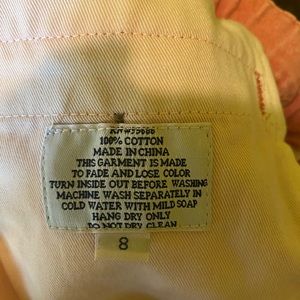 100% COTTON
MADE IN CHINA
THIS GARMENT IS MADE
TO FADE AND LOSE COLOR
TURN INSIDE OUT BEFORE WASHING
MACHINE WASH SEPARATELY IN
COLD WATER WITH MILD SOAP
HANG DRY ONLY
DO NOT DRY CLEAN
8